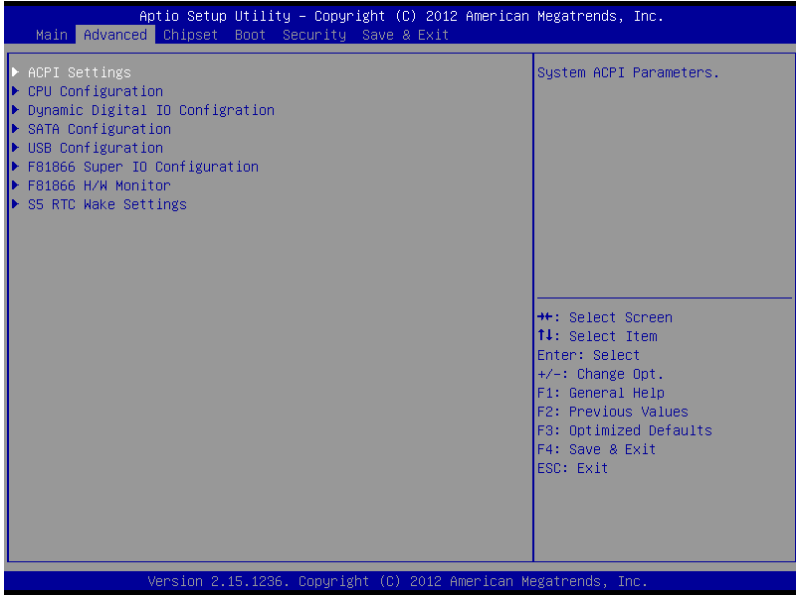 Aptio Setup Utility – Copyright (C) 2012 American Megatrends, Inc.
Main Advanced Chipset Boot Security Save & Exit
▶ ACPI Settings
▶ CPU Configuration
▶ Dynamic Digital IO Configration
▶ SATA Configuration
▶ USB Configuration
▶ F81866 Super IO Configuration
▶ F81866 H/W Monitor
▶ S5 RTC Wake Settings
System ACPI Parameters.
→←: Select Screen
↑↓: Select Item
Enter: Select
+/-: Change Opt.
F1: General Help
F2: Previous Values
F3: Optimized Defaults
F4: Save & Exit
ESC: Exit
Version 2.15.1236. Copyright (C) 2012 American Megatrends, Inc.